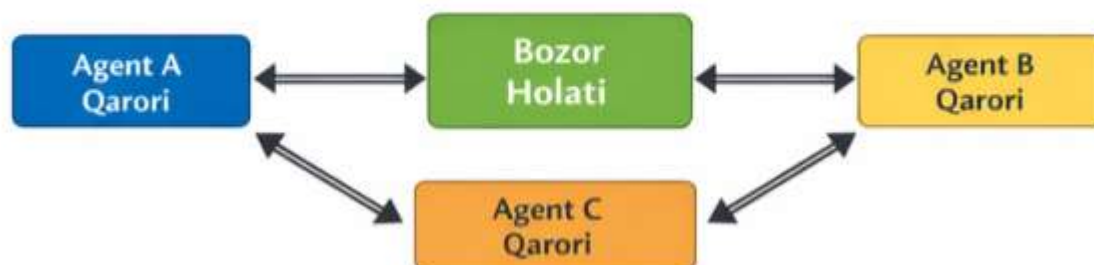 Agent A
Qarori
Bozor
Holati
Agent B
Qarori
Agent C
Qarori